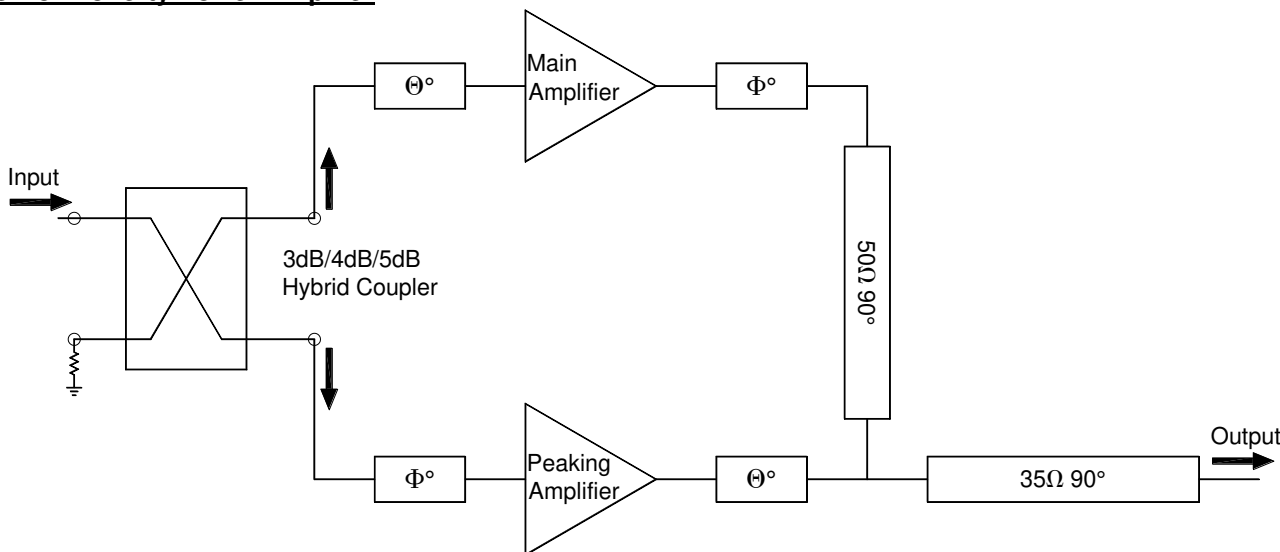 Θ°
Main
Amplifier
Φ°
Input
3dB/4dB/5dB
Hybrid Coupler
50Ω 90°
Φ°
Peaking
Amplifier
Θ°
35Ω 90°
Output